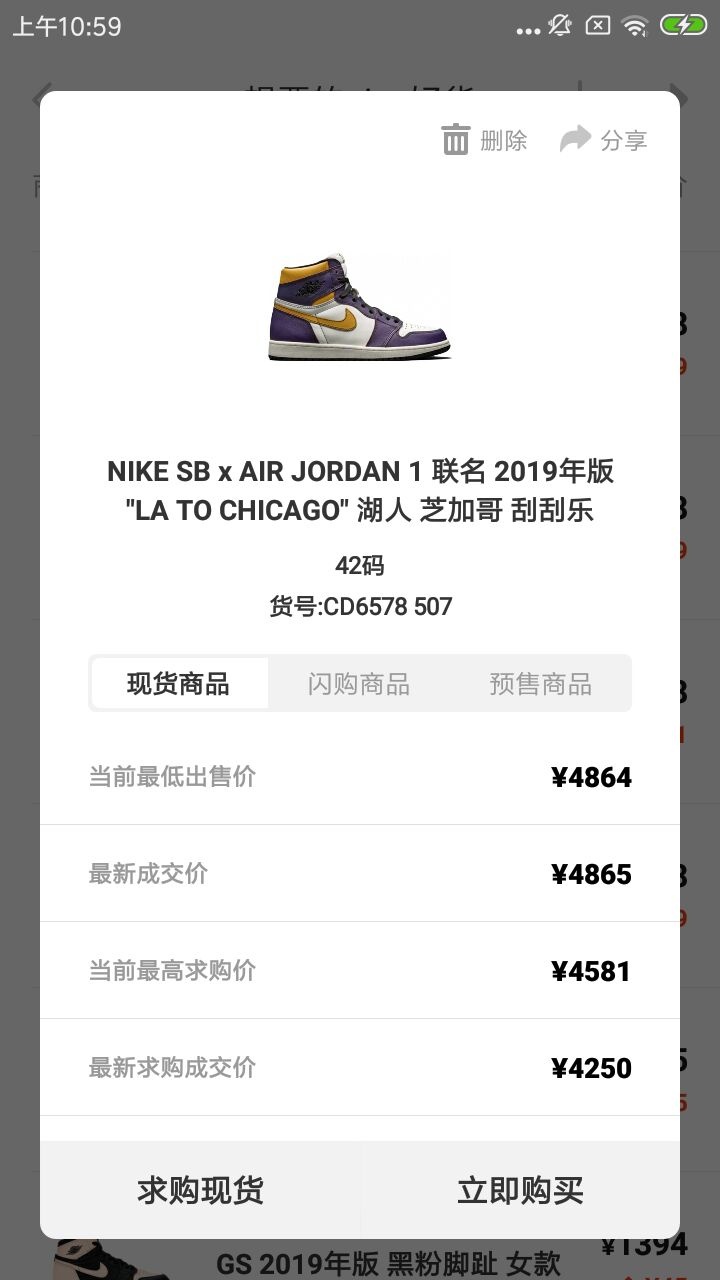 上午10:59
删除 分享
NIKE SB x AIR JORDAN 1 联名 2019年版
"LA TO CHICAGO" 湖人 芝加哥 刮刮乐
42码
货号:CD6578 507
现货商品 闪购商品 预售商品
当前最低出售价 ¥4864
最新成交价 ¥4865
当前最高求购价 ¥4581
最新求购成交价 ¥4250
求购现货 立即购买
¥1394
GS 2019年版 黑粉脚趾 女款